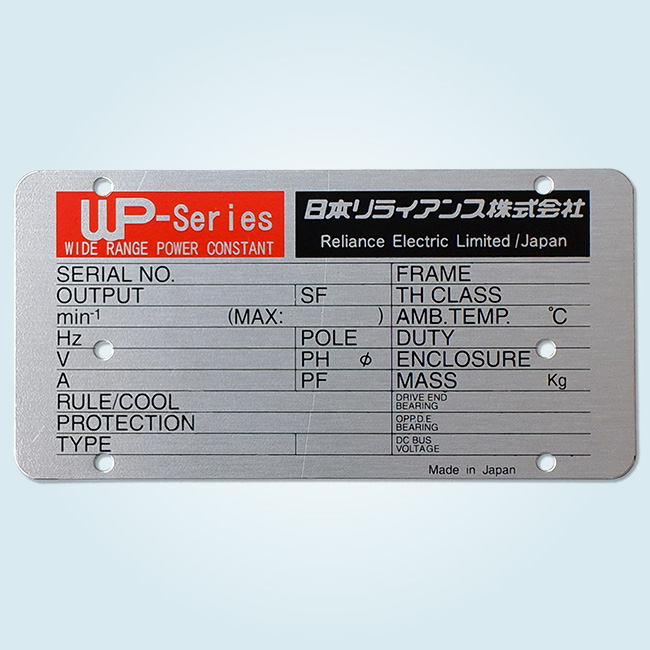 WP-Series
WIDE RANGE POWER CONSTANT
日本リライアンス株式会社
Reliance Electric Limited/Japan
SERIAL NO. FRAME
OUTPUT SF TH CLASS
min⁻¹ (MAX: ) AMB.TEMP. ℃
Hz POLE DUTY
V PH ϕ ENCLOSURE
A PF MASS Kg
RULE/COOL DRIVE END BEARING
PROTECTION OPP.D.E BEARING
TYPE DC BUS VOLTAGE
Made in Japan